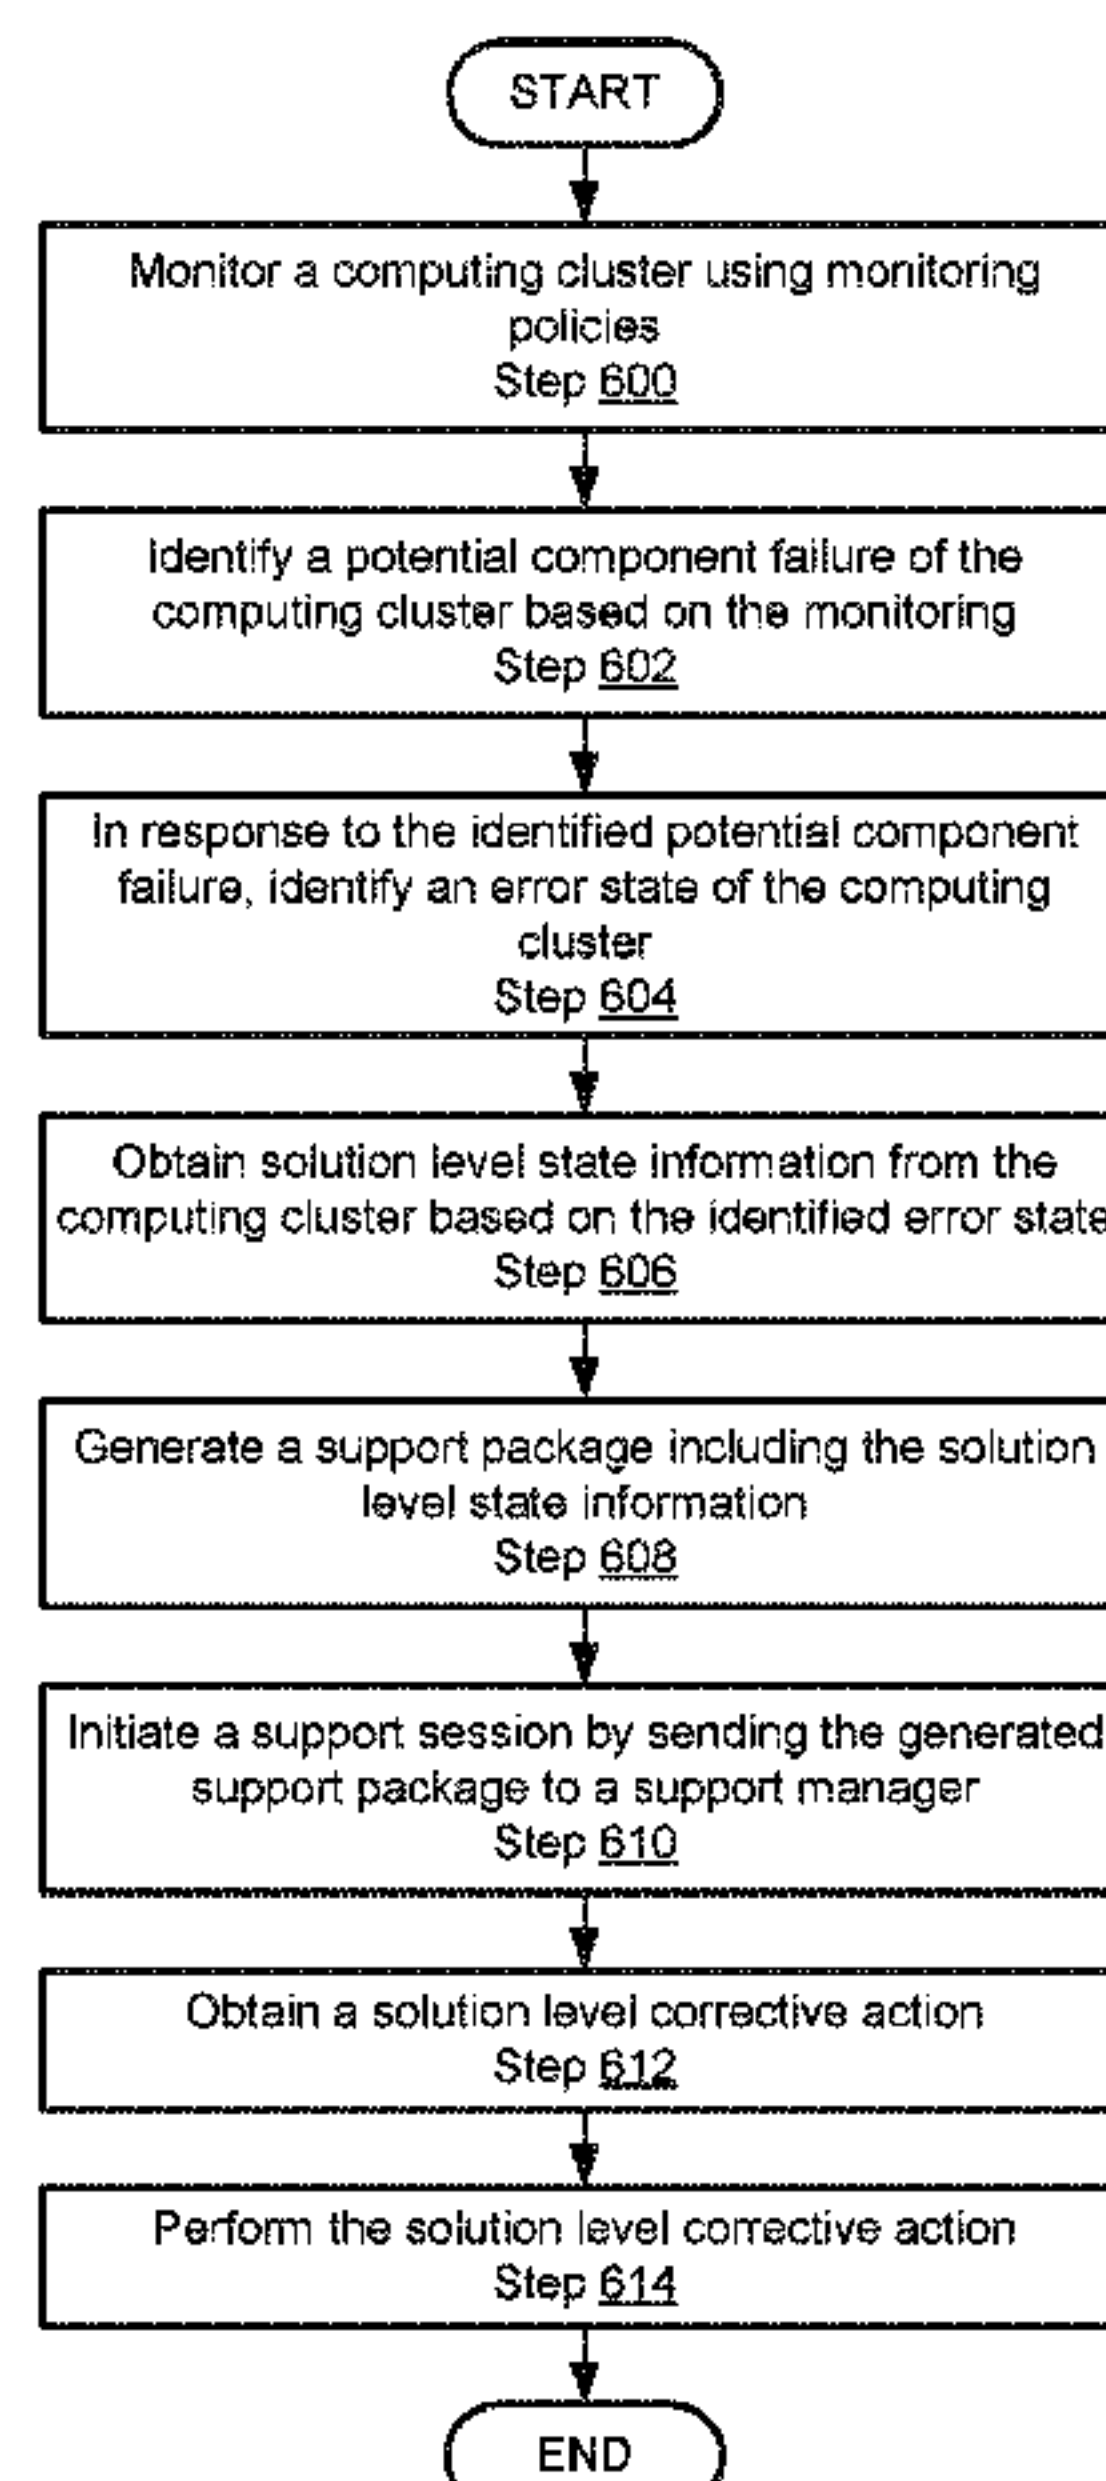 START
Monitor a computing cluster using monitoring
policies
Step 600
Identify a potential component failure of the
computing cluster based on the monitoring
Step 602
In response to the identified potential component
failure, identify an error state of the computing
cluster
Step 604
Obtain solution level state information from the
computing cluster based on the identified error state
Step 606
Generate a support package including the solution
level state information
Step 608
Initiate a support session by sending the generated
support package to a support manager
Step 610
Obtain a solution level corrective action
Step 612
Perform the solution level corrective action
Step 614
END